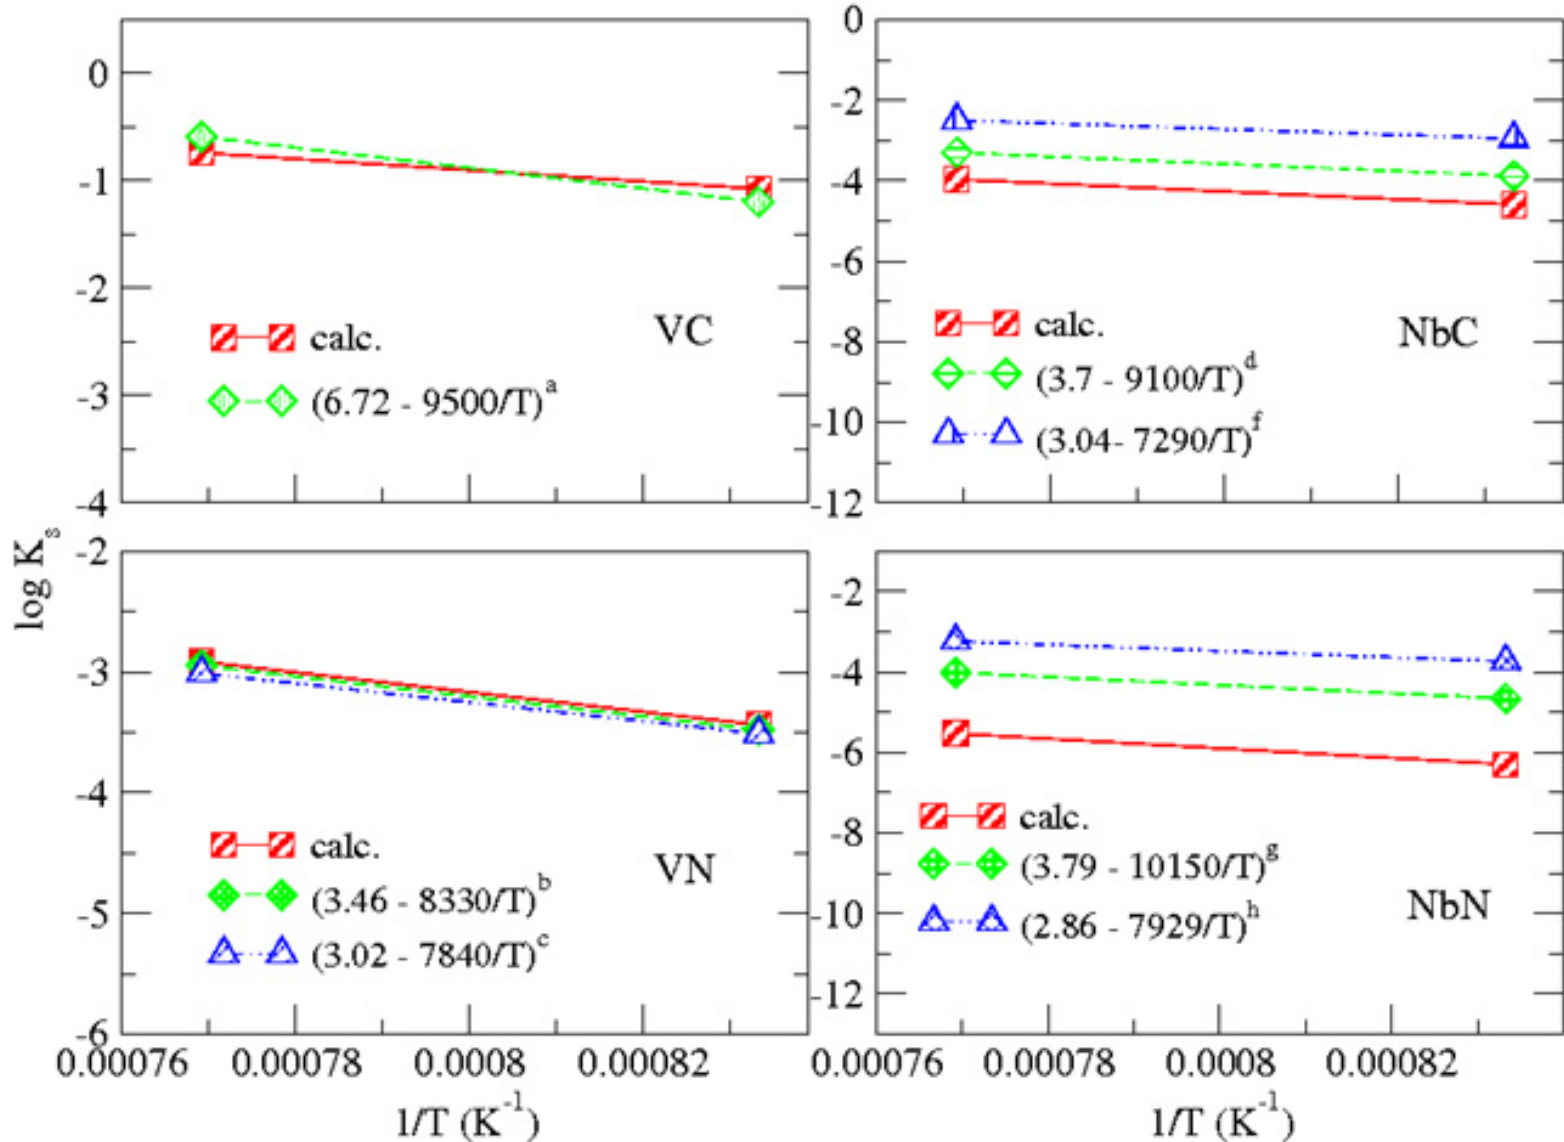 0
-1
-2
-3
-4
calc.
(6.72 - 9500/T)^a
VC
0
-2
-4
-6
-8
-10
-12
calc.
(3.7 - 9100/T)^d
(3.04- 7290/T)^f
NbC
log K_s
-2
-3
-4
-5
-6
calc.
(3.46 - 8330/T)^b
(3.02 - 7840/T)^c
VN
0.00076 0.00078 0.0008 0.00082
1/T (K^-1)
-2
-4
-6
-8
-10
-12
calc.
(3.79 - 10150/T)^g
(2.86 - 7929/T)^h
NbN
0.00076 0.00078 0.0008 0.00082
1/T (K^-1)